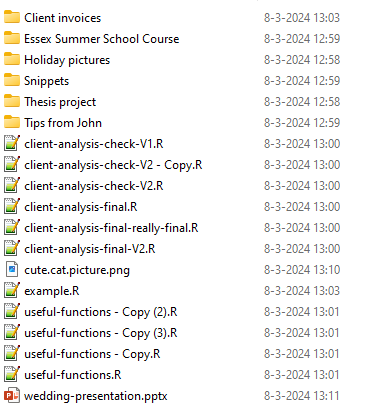 Client invoices 8-3-2024 13:03
Essex Summer School Course 8-3-2024 12:59
Holiday pictures 8-3-2024 12:58
Snippets 8-3-2024 12:59
Thesis project 8-3-2024 12:58
Tips from John 8-3-2024 12:59
client-analysis-check-V1.R 8-3-2024 13:00
client-analysis-check-V2 - Copy.R 8-3-2024 13:00
client-analysis-check-V2.R 8-3-2024 13:00
client-analysis-final.R 8-3-2024 13:00
client-analysis-final-really-final.R 8-3-2024 13:00
client-analysis-final-V2.R 8-3-2024 13:00
cute.cat.picture.png 8-3-2024 13:10
example.R 8-3-2024 13:03
useful-functions - Copy (2).R 8-3-2024 13:01
useful-functions - Copy (3).R 8-3-2024 13:01
useful-functions - Copy.R 8-3-2024 13:01
useful-functions.R 8-3-2024 13:01
wedding-presentation.pptx 8-3-2024 13:11